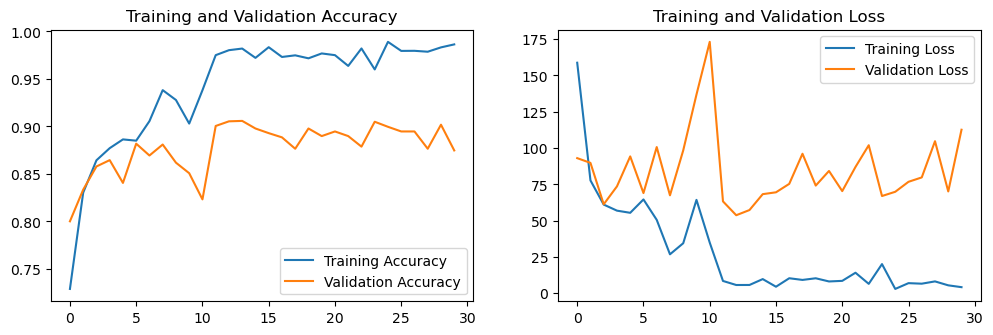 Training and Validation Accuracy
1.00
0.95
0.90
0.85
0.80
0.75
0 5 10 15 20 25 30
Training Accuracy
Validation Accuracy
Training and Validation Loss
175
150
125
100
75
50
25
0
0 5 10 15 20 25 30
Training Loss
Validation Loss